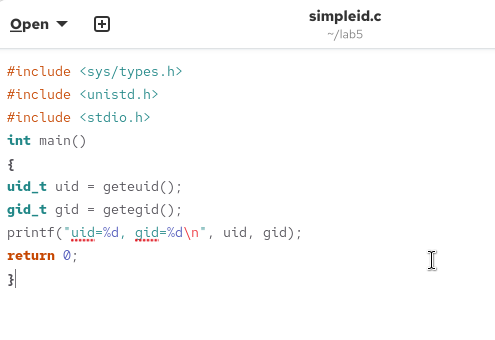 Open
simpleid.c
~/lab5
#include <sys/types.h>
#include <unistd.h>
#include <stdio.h>
int main()
{
uid_t uid = geteuid();
gid_t gid = getegid();
printf("uid=%d, gid=%d\n", uid, gid);
return 0;
}